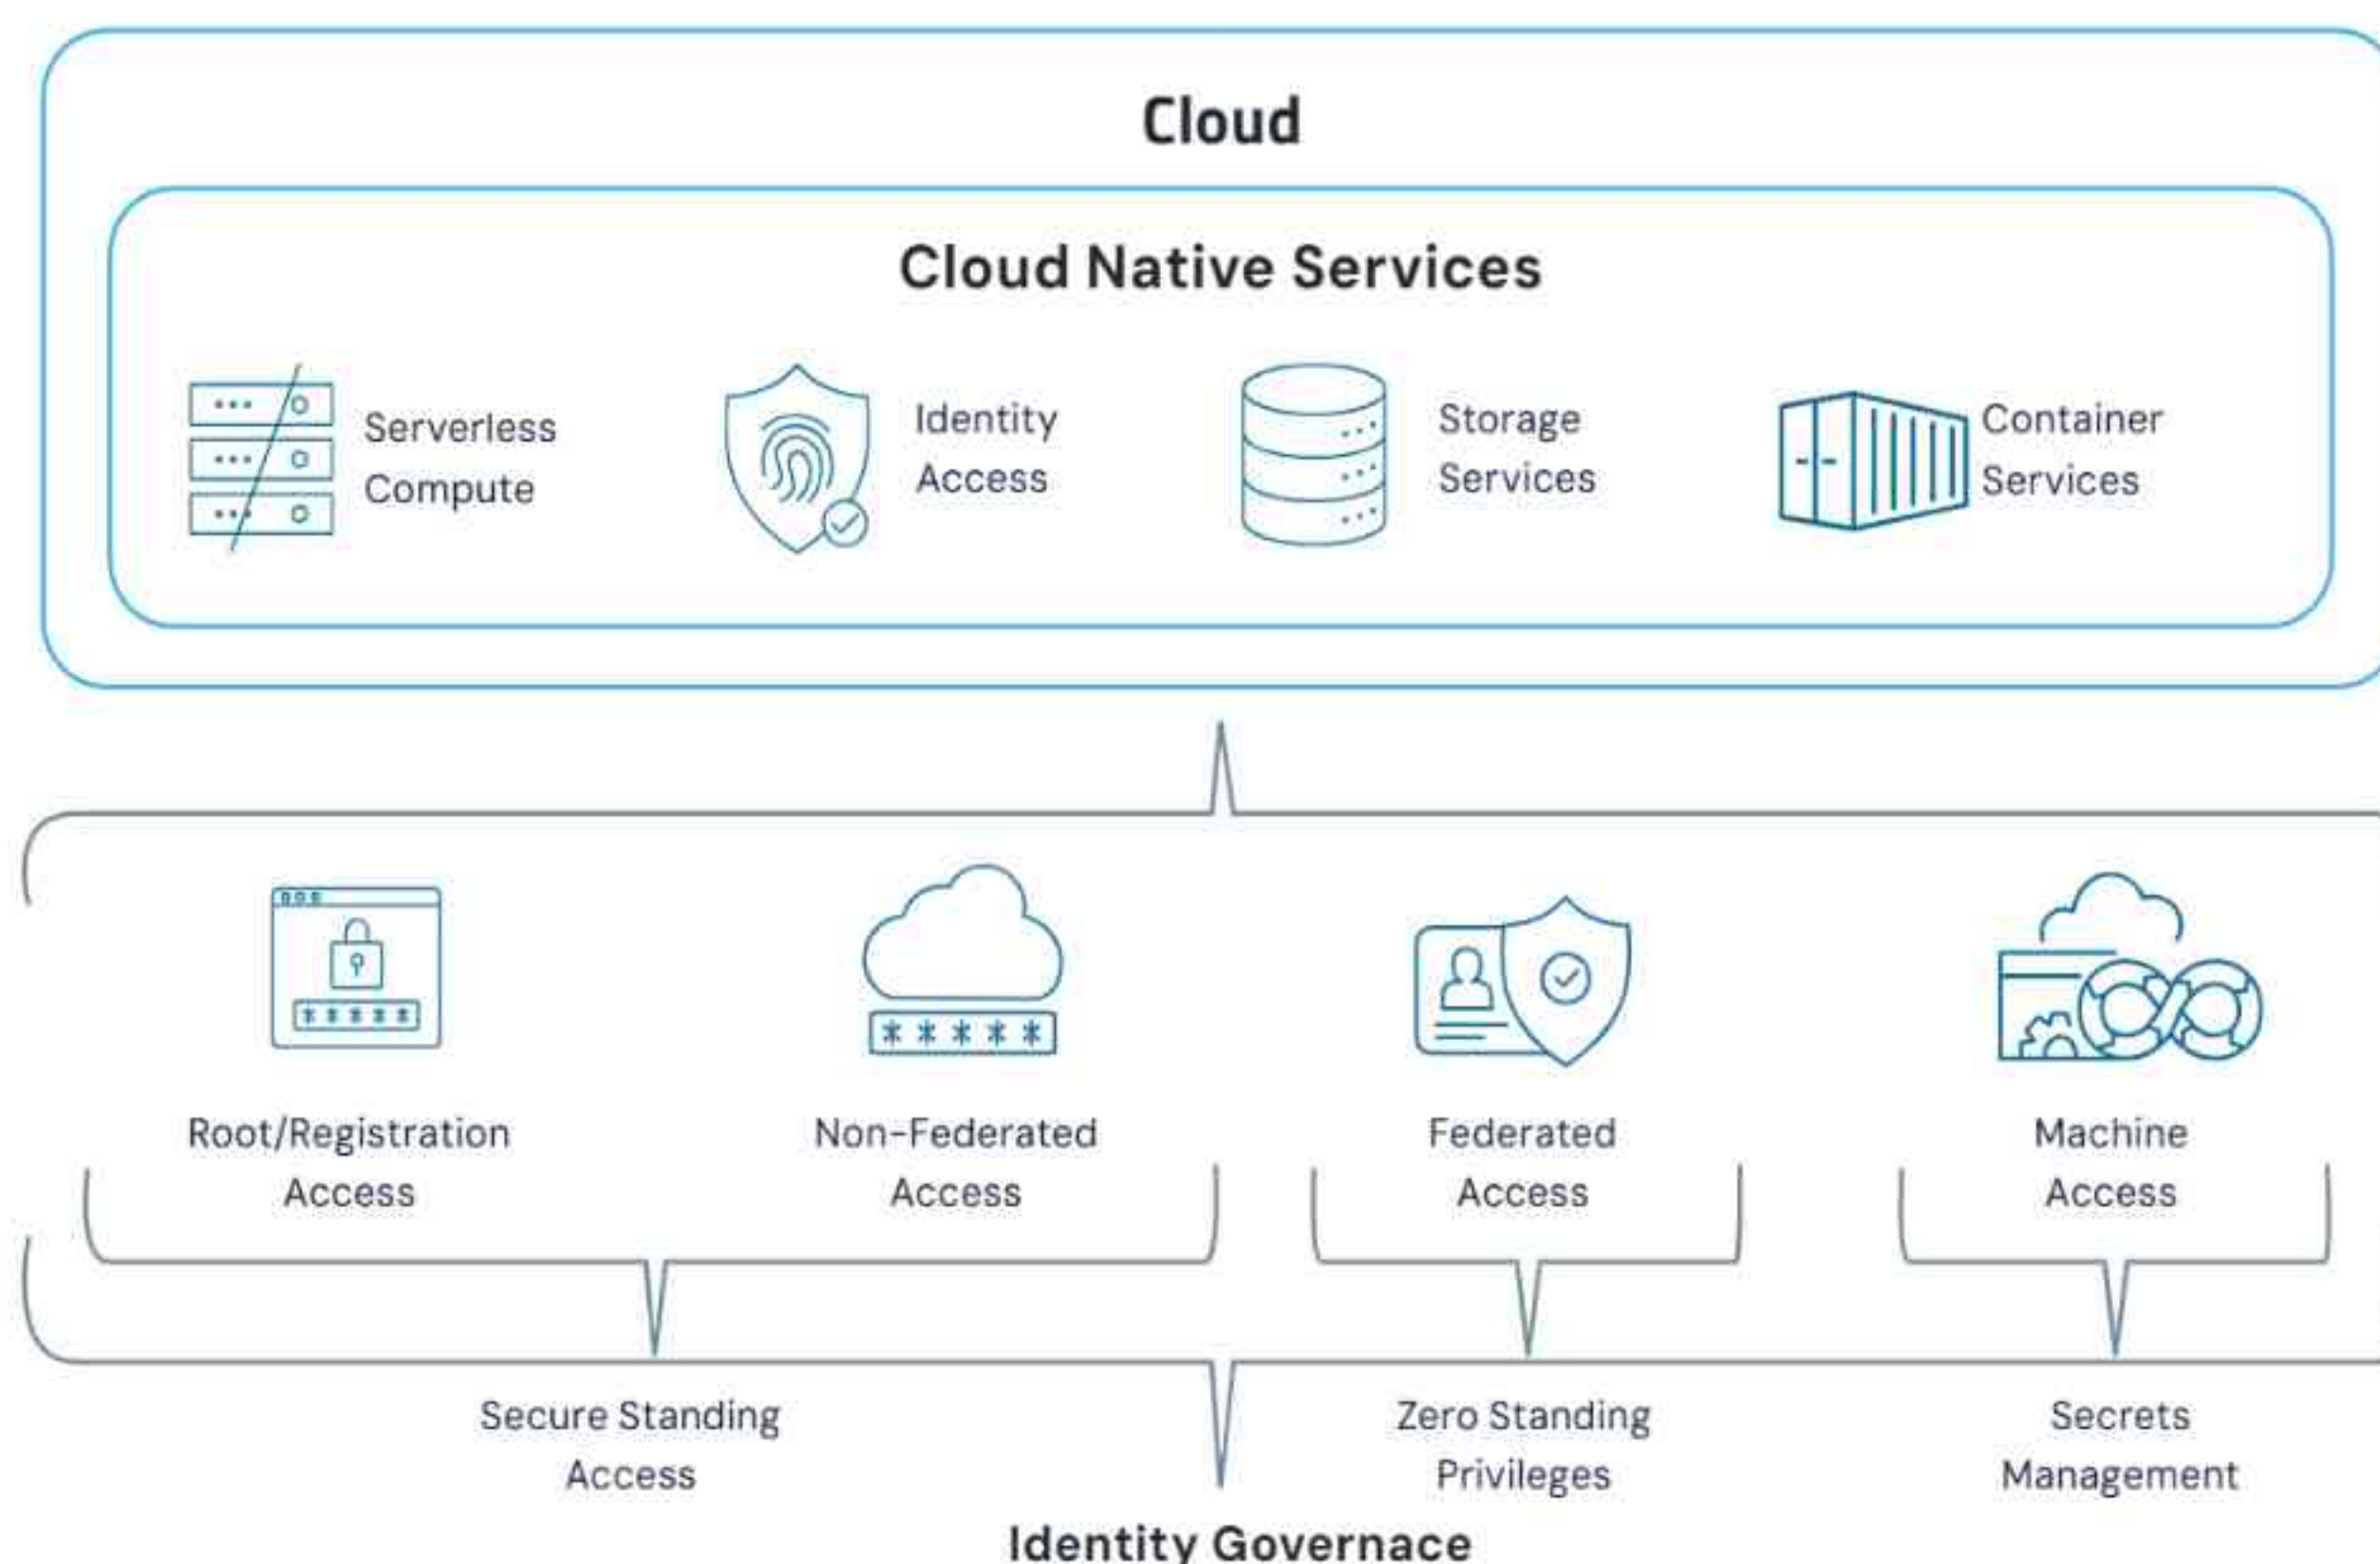 Cloud
Cloud Native Services
Serverless
Compute
Identity
Access
Storage
Services
Container
Services
Root/Registration
Access
Non-Federated
Access
Federated
Access
Machine
Access
Secure Standing
Access
Zero Standing
Privileges
Secrets
Management
Identity Governace